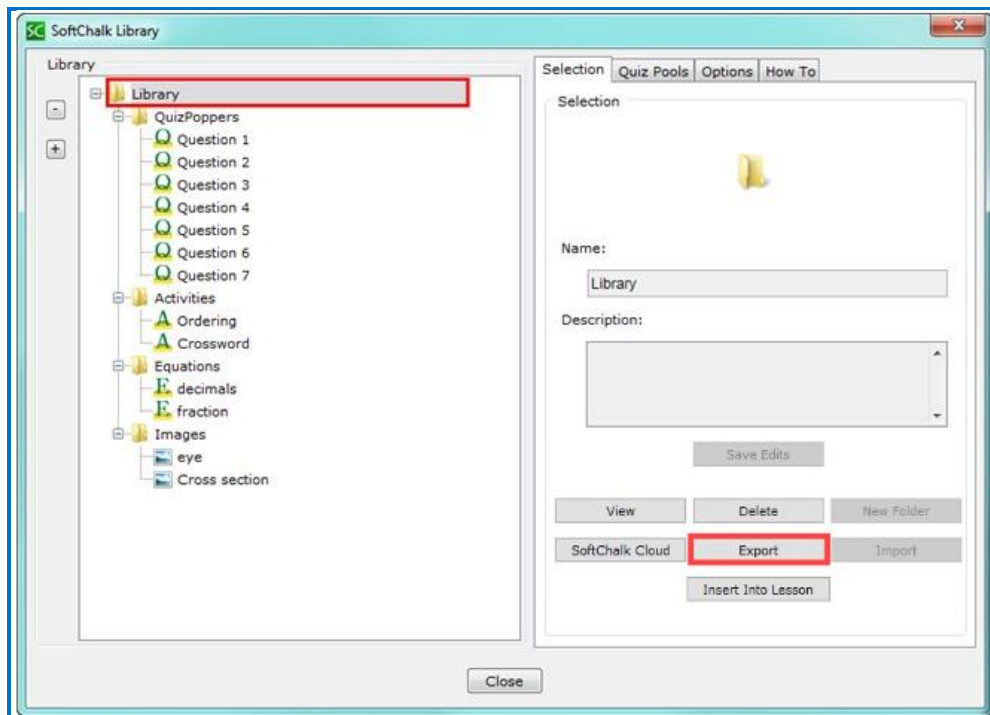 SC SoftChalk Library
Library
- 
+
Library
QuizPoppers
Q Question 1
Q Question 2
Q Question 3
Q Question 4
Q Question 5
Q Question 6
Q Question 7
Activities
A Ordering
A Crossword
Equations
E decimals
E fraction
Images
eye
Cross section
Selection Quiz Pools Options How To
Selection
Name:
Library
Description:
Save Edits
View Delete New Folder
SoftChalk Cloud Export Import
Insert Into Lesson
Close